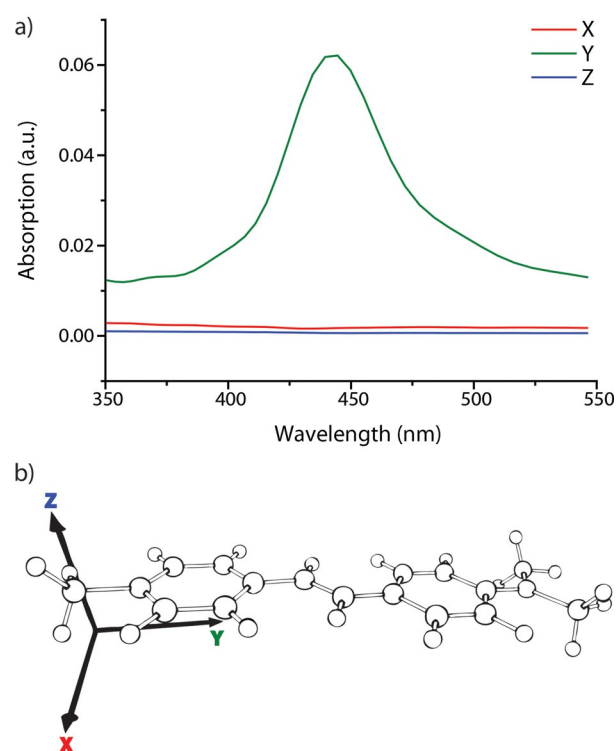 a)
X
Y
Z
0.06
0.04
0.02
0.00
Absorption (a.u.)
350
400
450
500
550
Wavelength (nm)
b)
Z
Y
X